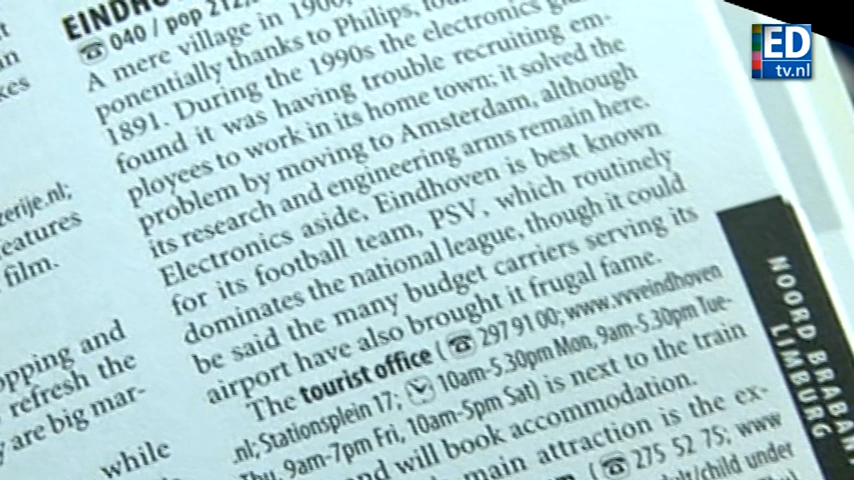 ED
tv.nl
EINDHO
040 / pop 212,
A mere village in 1900,
ponentially thanks to Philips,
1891. During the 1990s the electronics
found it was having trouble recruiting em-
ployees to work in its home town; it solved the
problem by moving to Amsterdam, although
its research and engineering arms remain here.
Electronics aside, Eindhoven is best known
for its football team, PSV, which routinely
dominates the national league, though it could
be said the many budget carriers serving its
airport have also brought it frugal fame.
The tourist office ( 297 91 00; www.vvveindhoven
.nl; Stationsplein 17; 10am-5.30pm Mon, 9am-5.30pm Tue-
Thu, 9am-7pm Fri, 10am-5pm Sat) is next to the train
and will book accommodation.
main attraction is the ex-
( 275 52 75; www
/child under
zerije.nl;
eatures
film.
opping and
refresh the
y are big mar-
while
NOORD BRABANT
LIMBURG